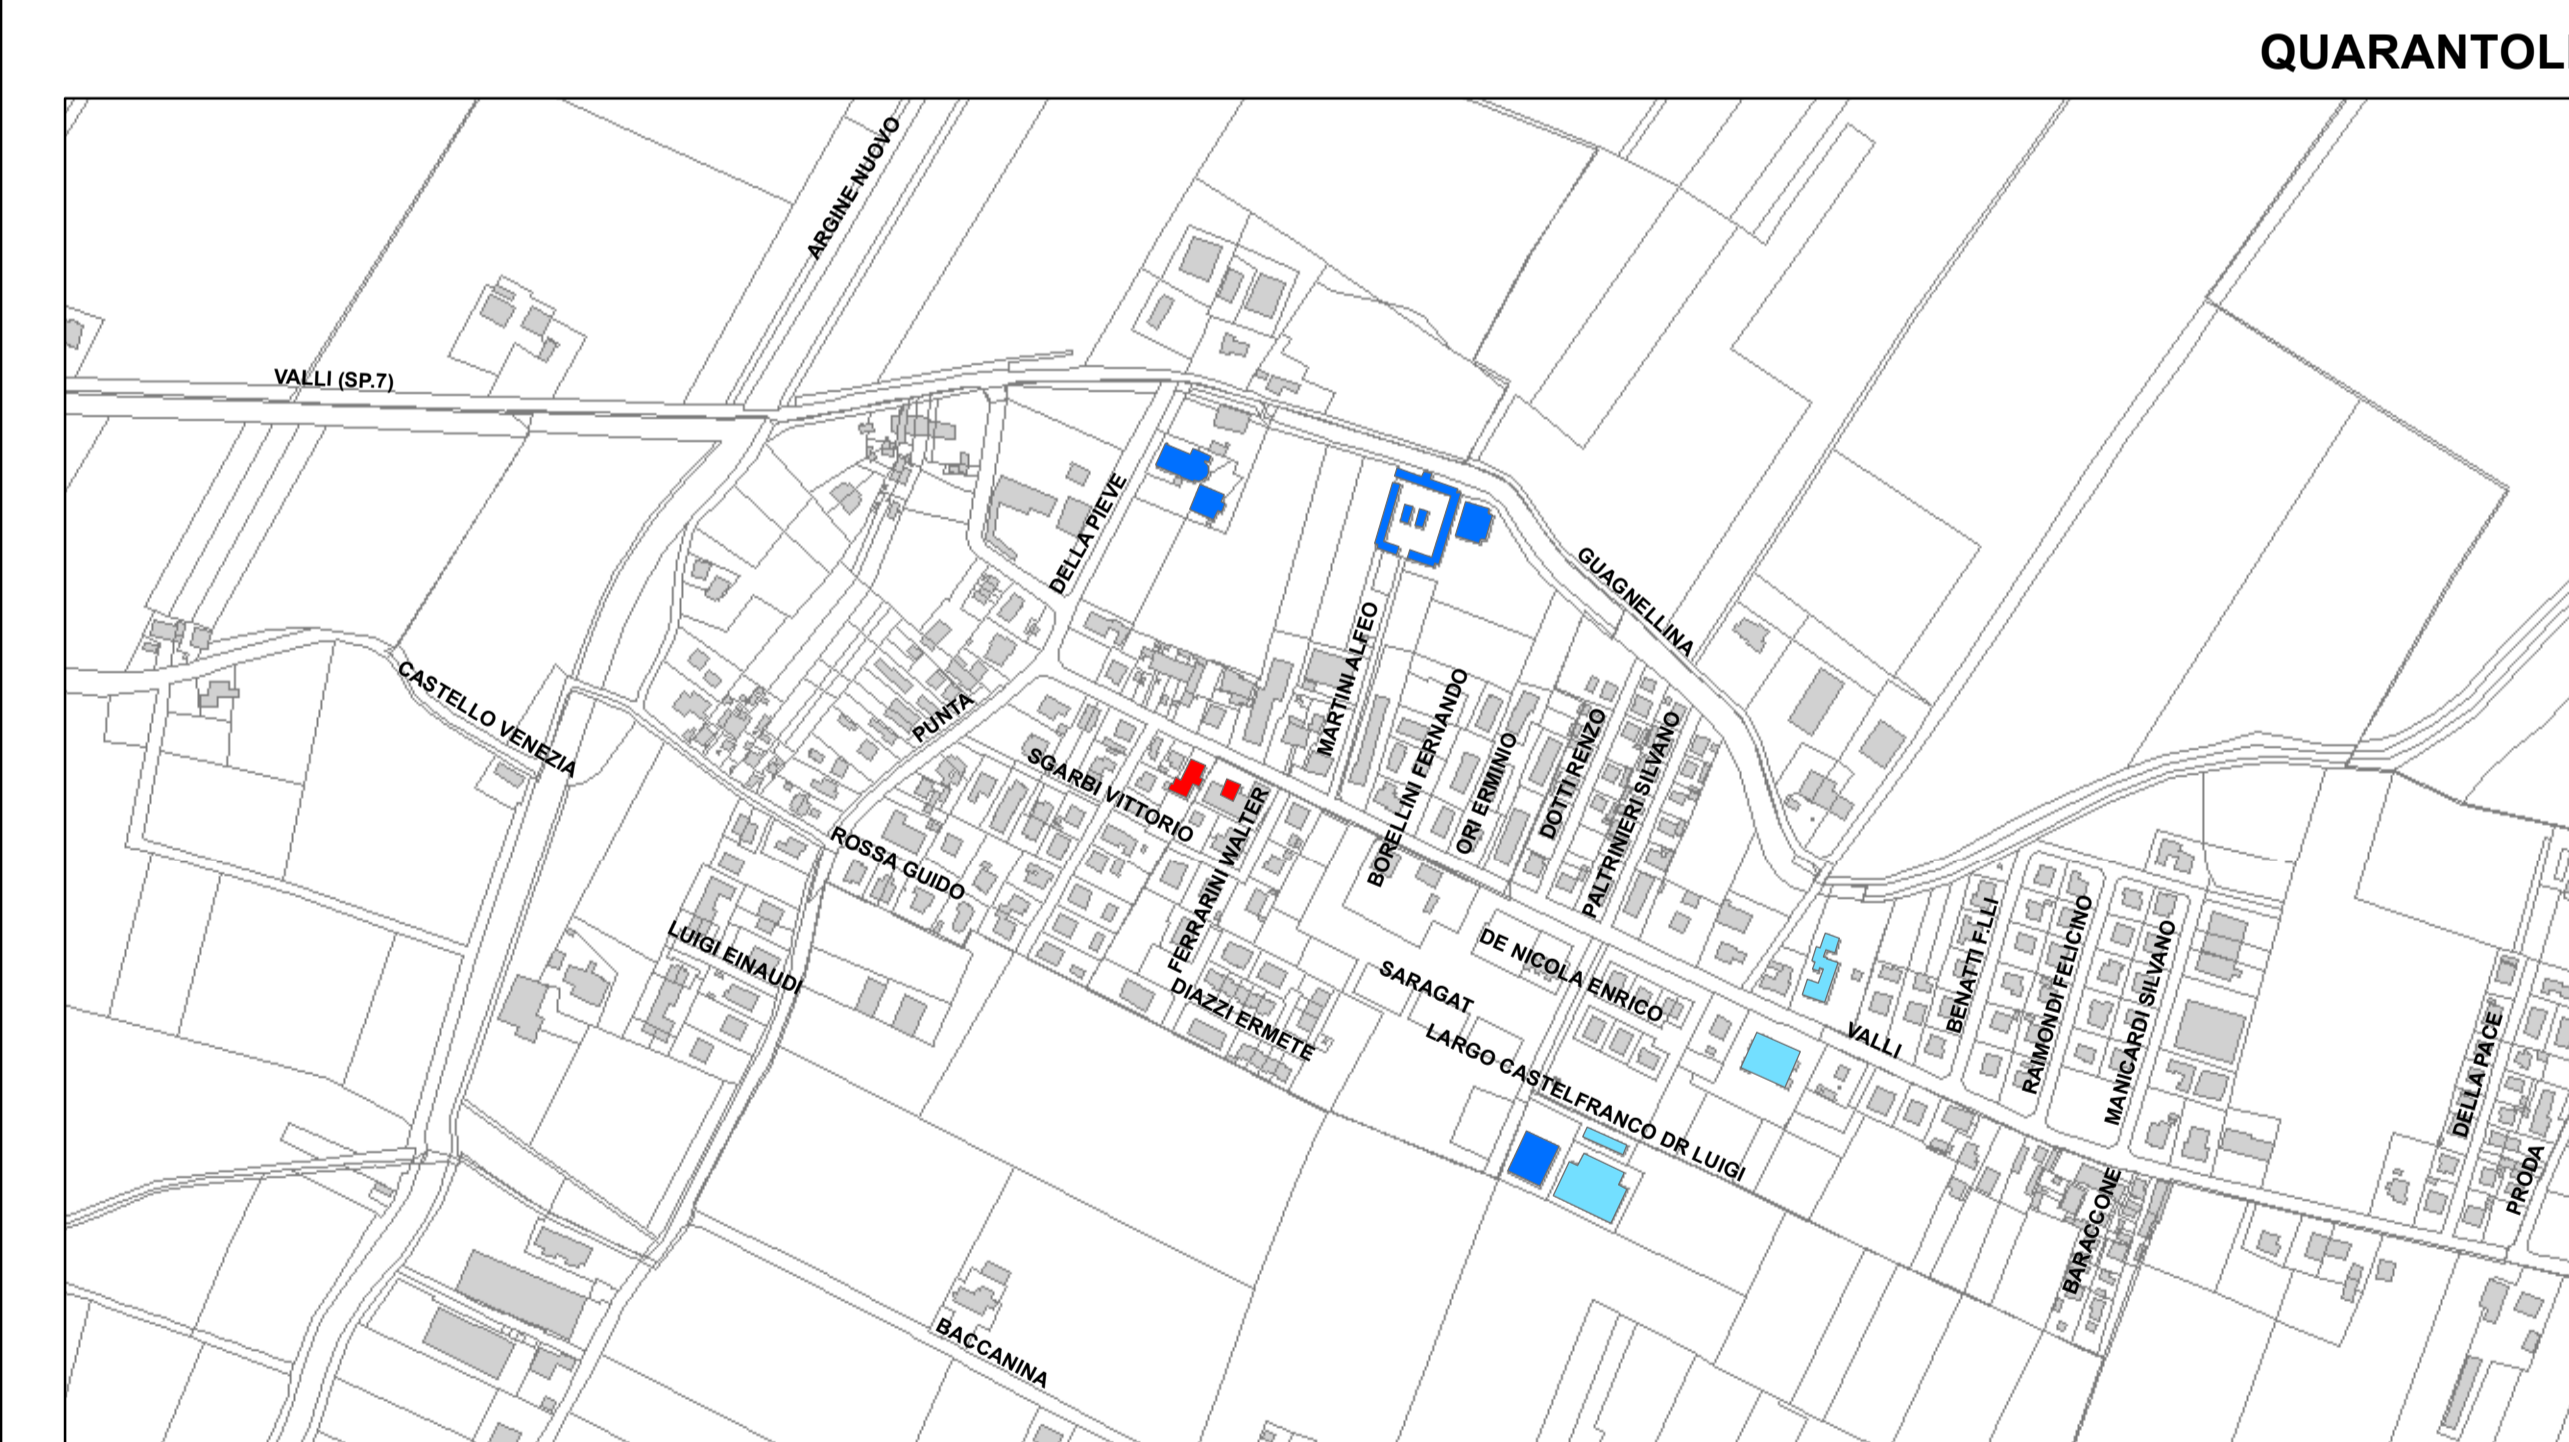 QUARANTOLI
ARGINE NUOVO
VALLI (SP.7)
DELLA PIEVE
GUAGNELLINA
CASTELLO VENEZIA
PUNTA
MARTINI ALFEO
BORELLINI FERNANDO
ORI ERMINIO
DOTTI RENZO
PALTRINIERI SILVANO
SGARBI VITTORIO
FERRARINI WALTER
ROSSA GUIDO
LUIGI EINAUDI
DIAZZI ERMETE
SARAGAT
DE NICOLA ENRICO
LARGO CASTELFRANCO DR LUIGI
VALLI
BENATTI F.LLI
RAIMONDI FELICINO
MANICARDI SILVANO
DELLA PACE
PRODA
BARACCONE
BACCANINA